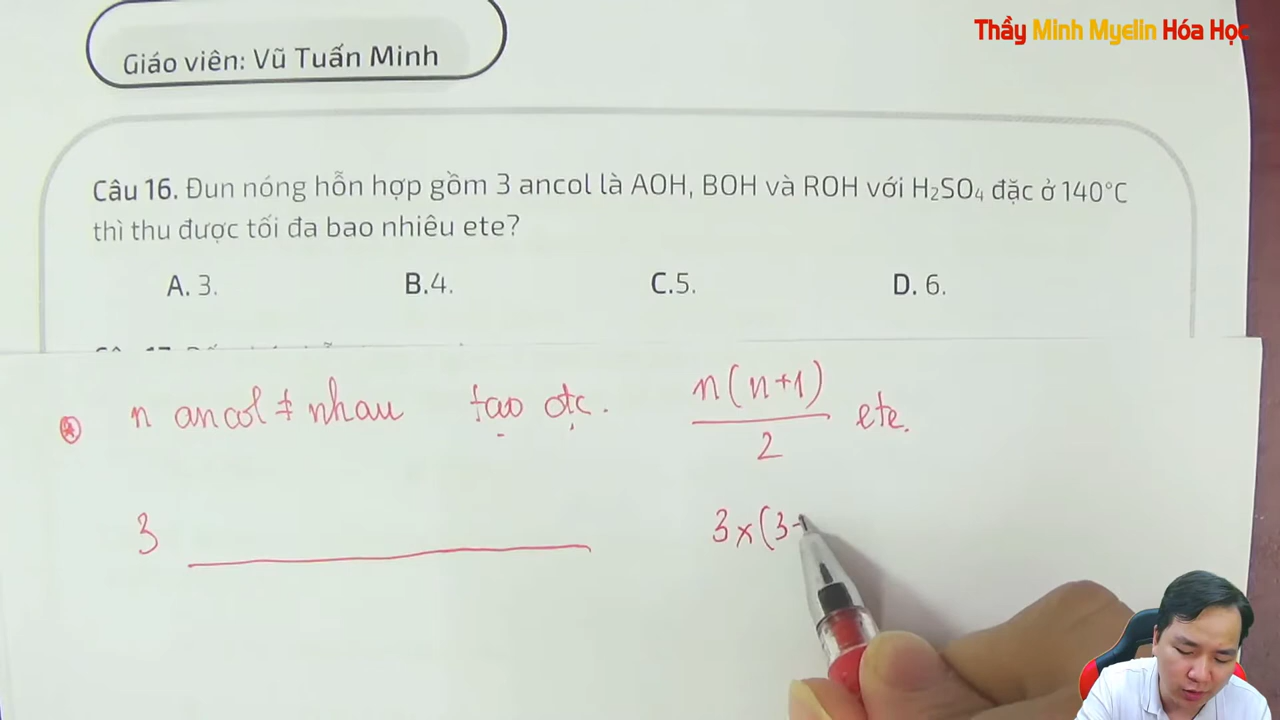 Thầy Minh Myelin Hóa Học
Giáo viên: Vũ Tuấn Minh
Câu 16. Đun nóng hỗn hợp gồm 3 ancol là AOH, BOH và ROH với H₂SO₄ đặc ở 140°C
thì thu được tối đa bao nhiêu ete?
A. 3. B.4. C.5. D. 6.
n ancol ≠ nhau tạo đtc. n(n+1)/2 ete.
3 3×(3